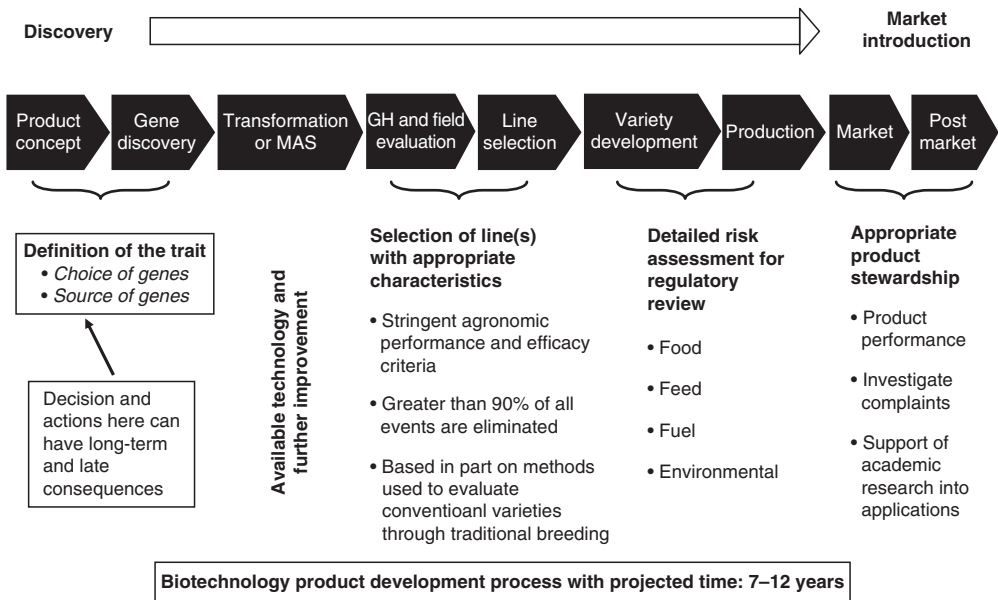 Discovery
Market
introduction
Product
concept
Gene
discovery
Transformation
or MAS
GH and field
evaluation
Line
selection
Variety
development
Production
Market
Post
market
Definition of the trait
• Choice of genes
• Source of genes
Decision and
actions here can
have long-term
and late
consequences
Available technology and
further improvement
Selection of line(s)
with appropriate
characteristics
• Stringent agronomic
performance and efficacy
criteria
• Greater than 90% of all
events are eliminated
• Based in part on methods
used to evaluate
conventioanl varieties
through traditional breeding
Detailed risk
assessment for
regulatory
review
• Food
• Feed
• Fuel
• Environmental
Appropriate
product
stewardship
• Product
performance
• Investigate
complaints
• Support of
academic
research into
applications
Biotechnology product development process with projected time: 7–12 years